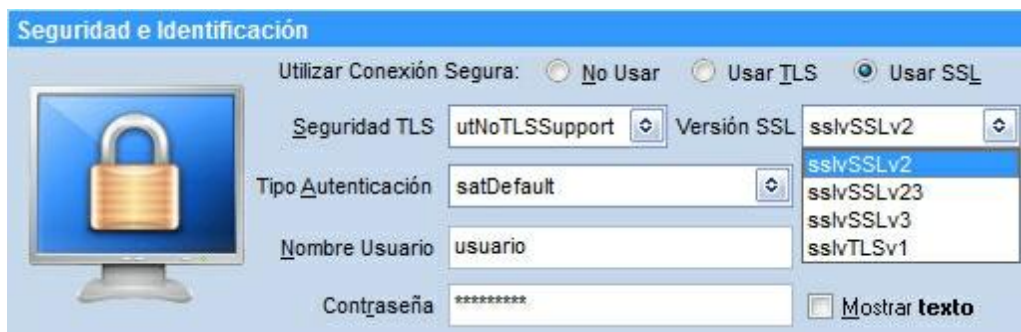 Seguridad e Identificación
Utilizar Conexión Segura: No Usar Usar TLS Usar SSL
Seguridad TLS utNoTLSSupport Versión SSL sslvSSLv2
sslvSSLv2
Tipo Autenticación satDefault sslvSSLv23
sslvSSLv3
Nombre Usuario usuario sslvTLSv1
Contraseña ********* Mostrar texto